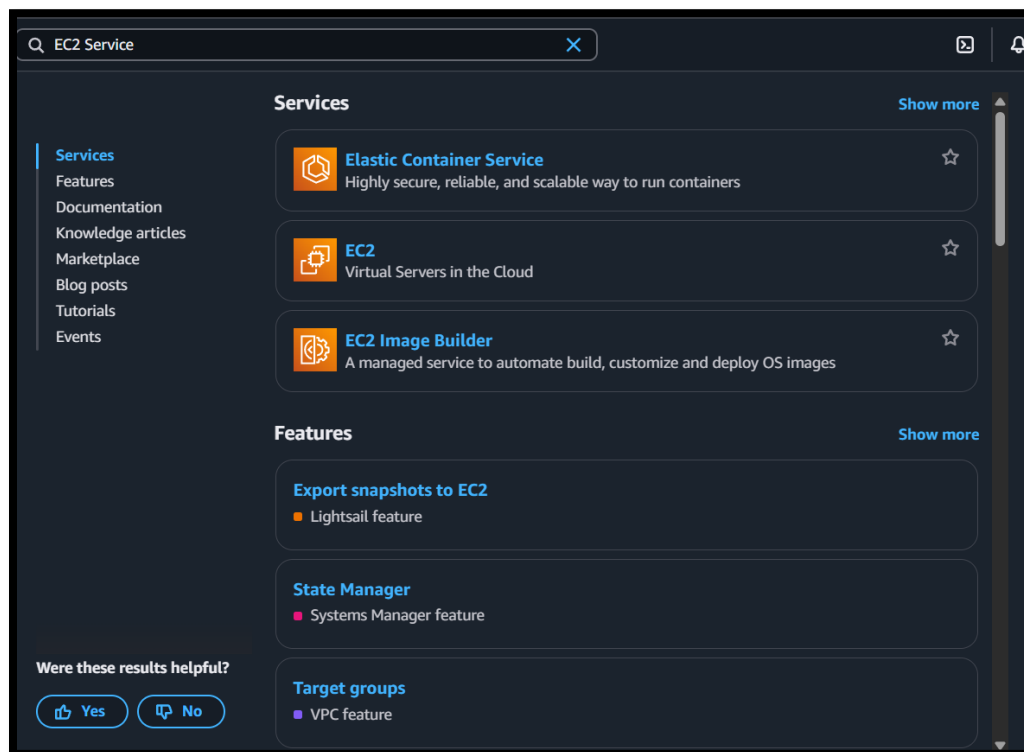 EC2 Service
Services
Features
Documentation
Knowledge articles
Marketplace
Blog posts
Tutorials
Events
Were these results helpful?
Yes
No
Services
Show more
Elastic Container Service
Highly secure, reliable, and scalable way to run containers
EC2
Virtual Servers in the Cloud
EC2 Image Builder
A managed service to automate build, customize and deploy OS images
Features
Show more
Export snapshots to EC2
Lightsail feature
State Manager
Systems Manager feature
Target groups
VPC feature